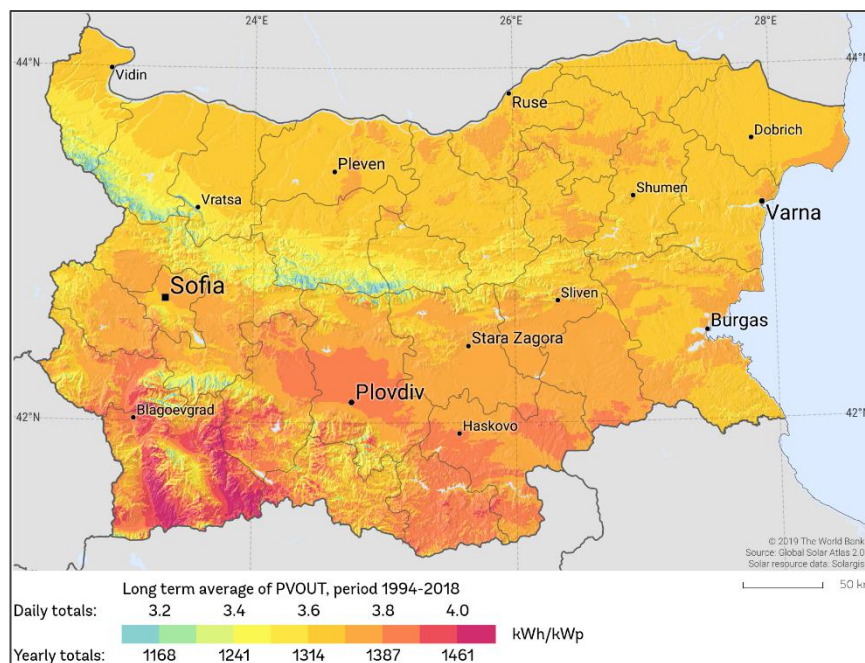 24°E 26°E 28°E
44°N 44°N
Vidin
Ruse
Dobrich
Pleven
Shumen
Vratsa
Varna
Sofia
Sliven
Burgas
Stara Zagora
Plovdiv
42°N Blagoevgrad 42°N
Haskovo
© 2019 The World Bank
Source: Global Solar Atlas 2.0
Solar resource data: Solargis
50 km
Long term average of PVOUT, period 1994-2018
Daily totals: 3.2 3.4 3.6 3.8 4.0
kWh/kWp
Yearly totals: 1168 1241 1314 1387 1461